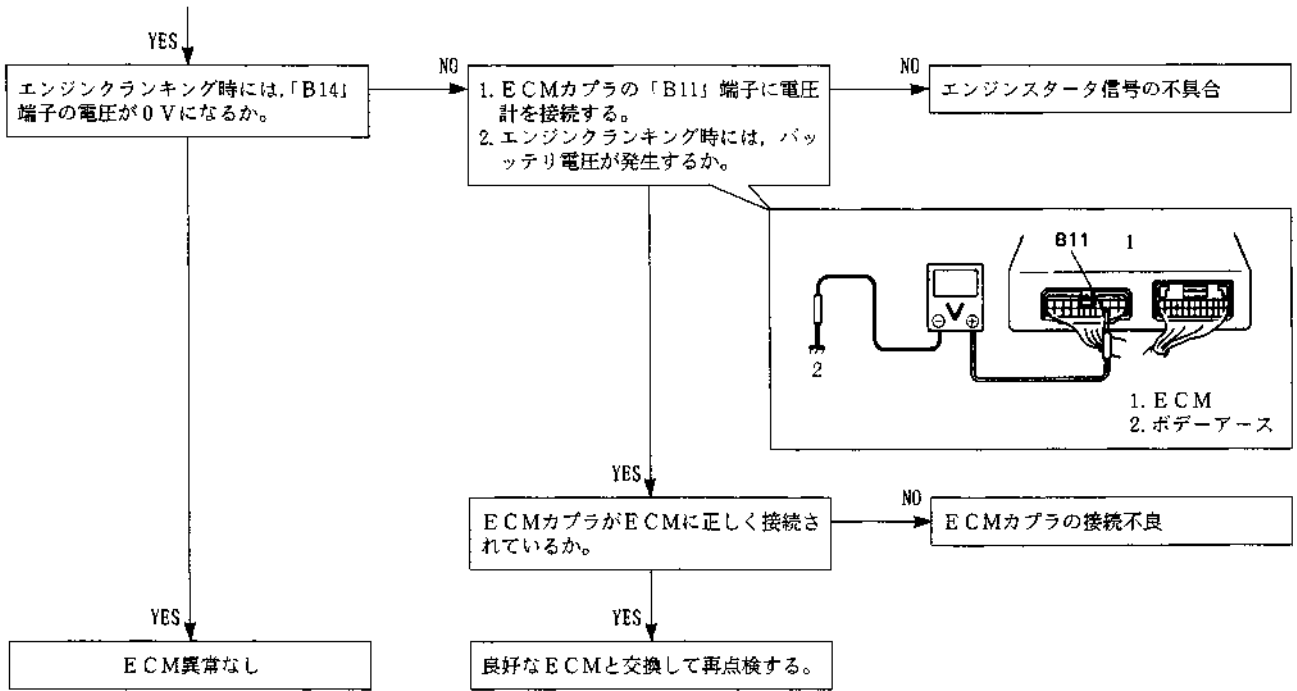 YES
エンジンクランキング時には,「B14」
端子の電圧が0Vになるか。
NO
1. ECMカプラの「B11」端子に電圧
計を接続する。
2. エンジンクランキング時には, バッ
ッテリ電圧が発生するか。
NO
エンジンスタータ信号の不具合
B11
1
V
⊖
⊕
2
1. ECM
2. ボデーアース
YES
ECMカプラがECMに正しく接続さ
れているか。
NO
ECMカプラの接続不良
YES
ECM異常なし
YES
良好なECMと交換して再点検する。